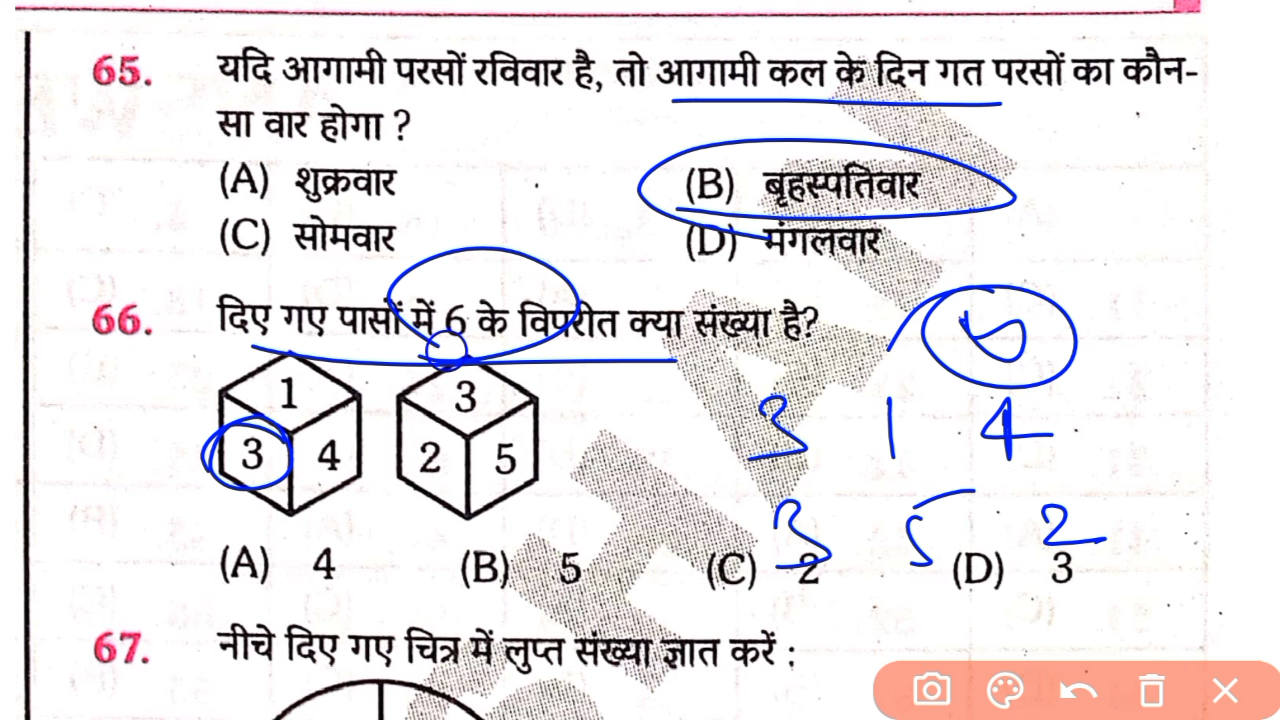 65. यदि आगामी परसों रविवार है, तो आगामी कल के दिन गत परसों का कौन-
सा वार होगा ?
(A) शुक्रवार (B) बृहस्पतिवार
(C) सोमवार (D) मंगलवार
66. दिए गए पासों में 6 के विपरीत क्या संख्या है?
1 3
3 4 2 5
3 1 4
3 5 2
(A) 4 (B) 5 (C) 2 (D) 3
67. नीचे दिए गए चित्र में लुप्त संख्या ज्ञात करें :